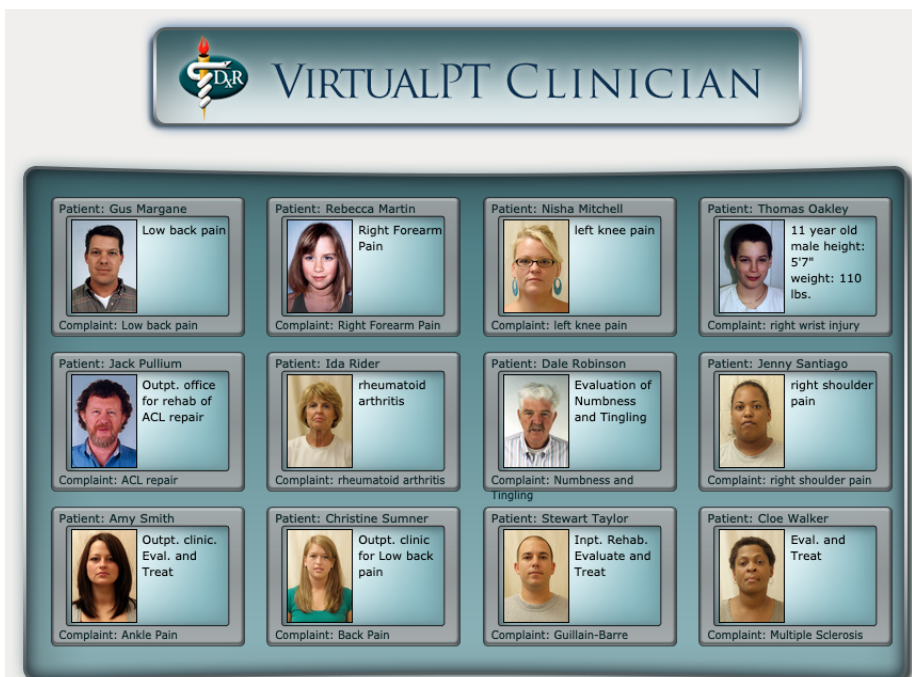 DxR
VIRTUALPT CLINICIAN
Patient: Gus Margane
Low back pain
Complaint: Low back pain
Patient: Rebecca Martin
Right Forearm
Pain
Complaint: Right Forearm Pain
Patient: Nisha Mitchell
left knee pain
Complaint: left knee pain
Patient: Thomas Oakley
11 year old
male height:
5'7"
weight: 110
lbs.
Complaint: right wrist injury
Patient: Jack Pullium
Outpt. office
for rehab of
ACL repair
Complaint: ACL repair
Patient: Ida Rider
rheumatoid
arthritis
Complaint: rheumatoid arthritis
Patient: Dale Robinson
Evaluation of
Numbness
and Tingling
Complaint: Numbness and
Tingling
Patient: Jenny Santiago
right shoulder
pain
Complaint: right shoulder pain
Patient: Amy Smith
Outpt. clinic.
Eval. and
Treat
Complaint: Ankle Pain
Patient: Christine Sumner
Outpt. clinic
for Low back
pain
Complaint: Back Pain
Patient: Stewart Taylor
Inpt. Rehab.
Evaluate and
Treat
Complaint: Guillain-Barre
Patient: Cloe Walker
Eval. and
Treat
Complaint: Multiple Sclerosis